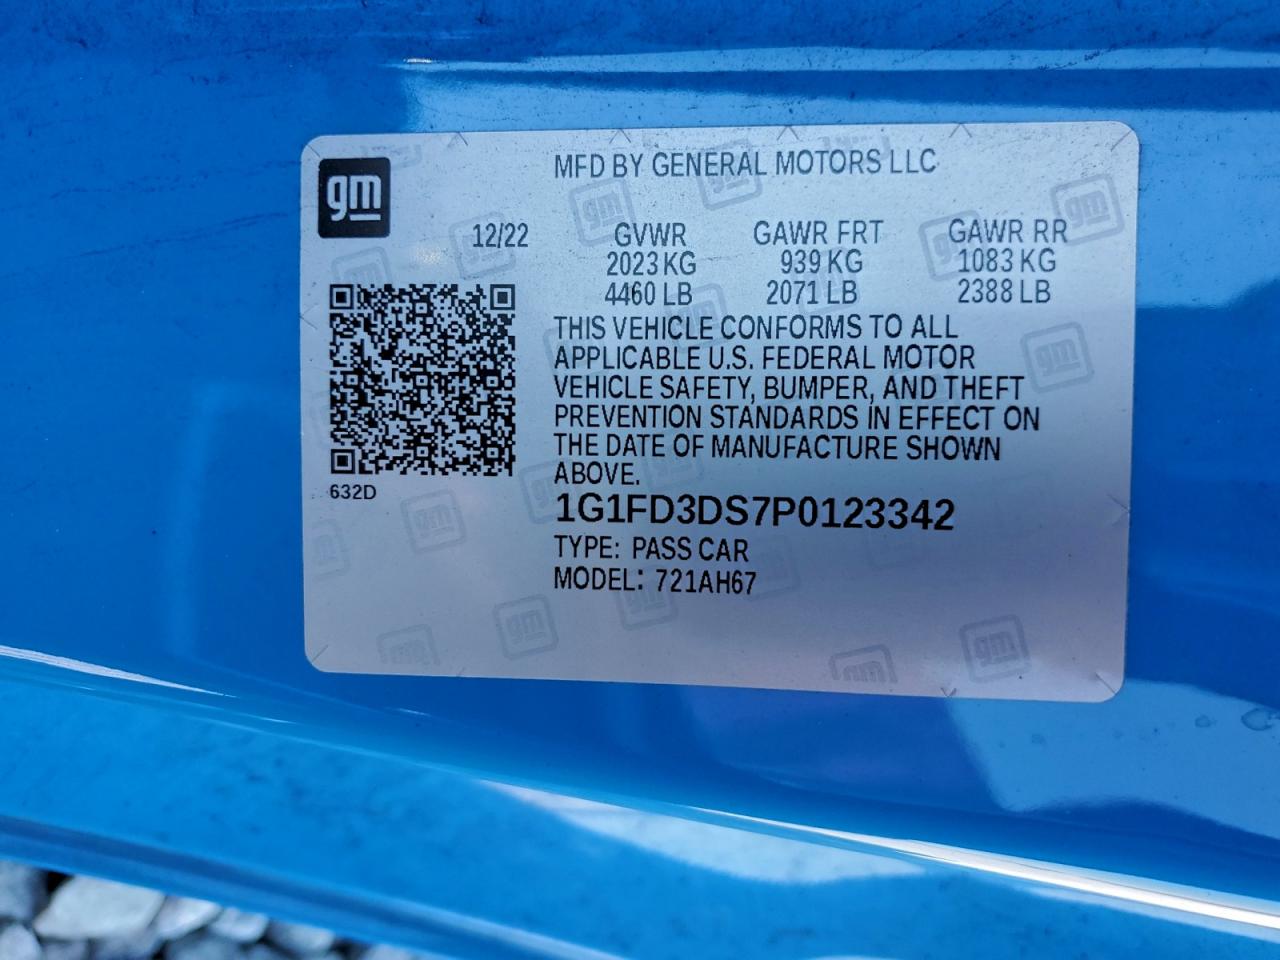 gm
MFD BY GENERAL MOTORS LLC
12/22 GVWR GAWR FRT GAWR RR
2023 KG 939 KG 1083 KG
4460 LB 2071 LB 2388 LB
THIS VEHICLE CONFORMS TO ALL
APPLICABLE U.S. FEDERAL MOTOR
VEHICLE SAFETY, BUMPER, AND THEFT
PREVENTION STANDARDS IN EFFECT ON
THE DATE OF MANUFACTURE SHOWN
ABOVE.
632D
1G1FD3DS7P0123342
TYPE: PASS CAR
MODEL: 721AH67